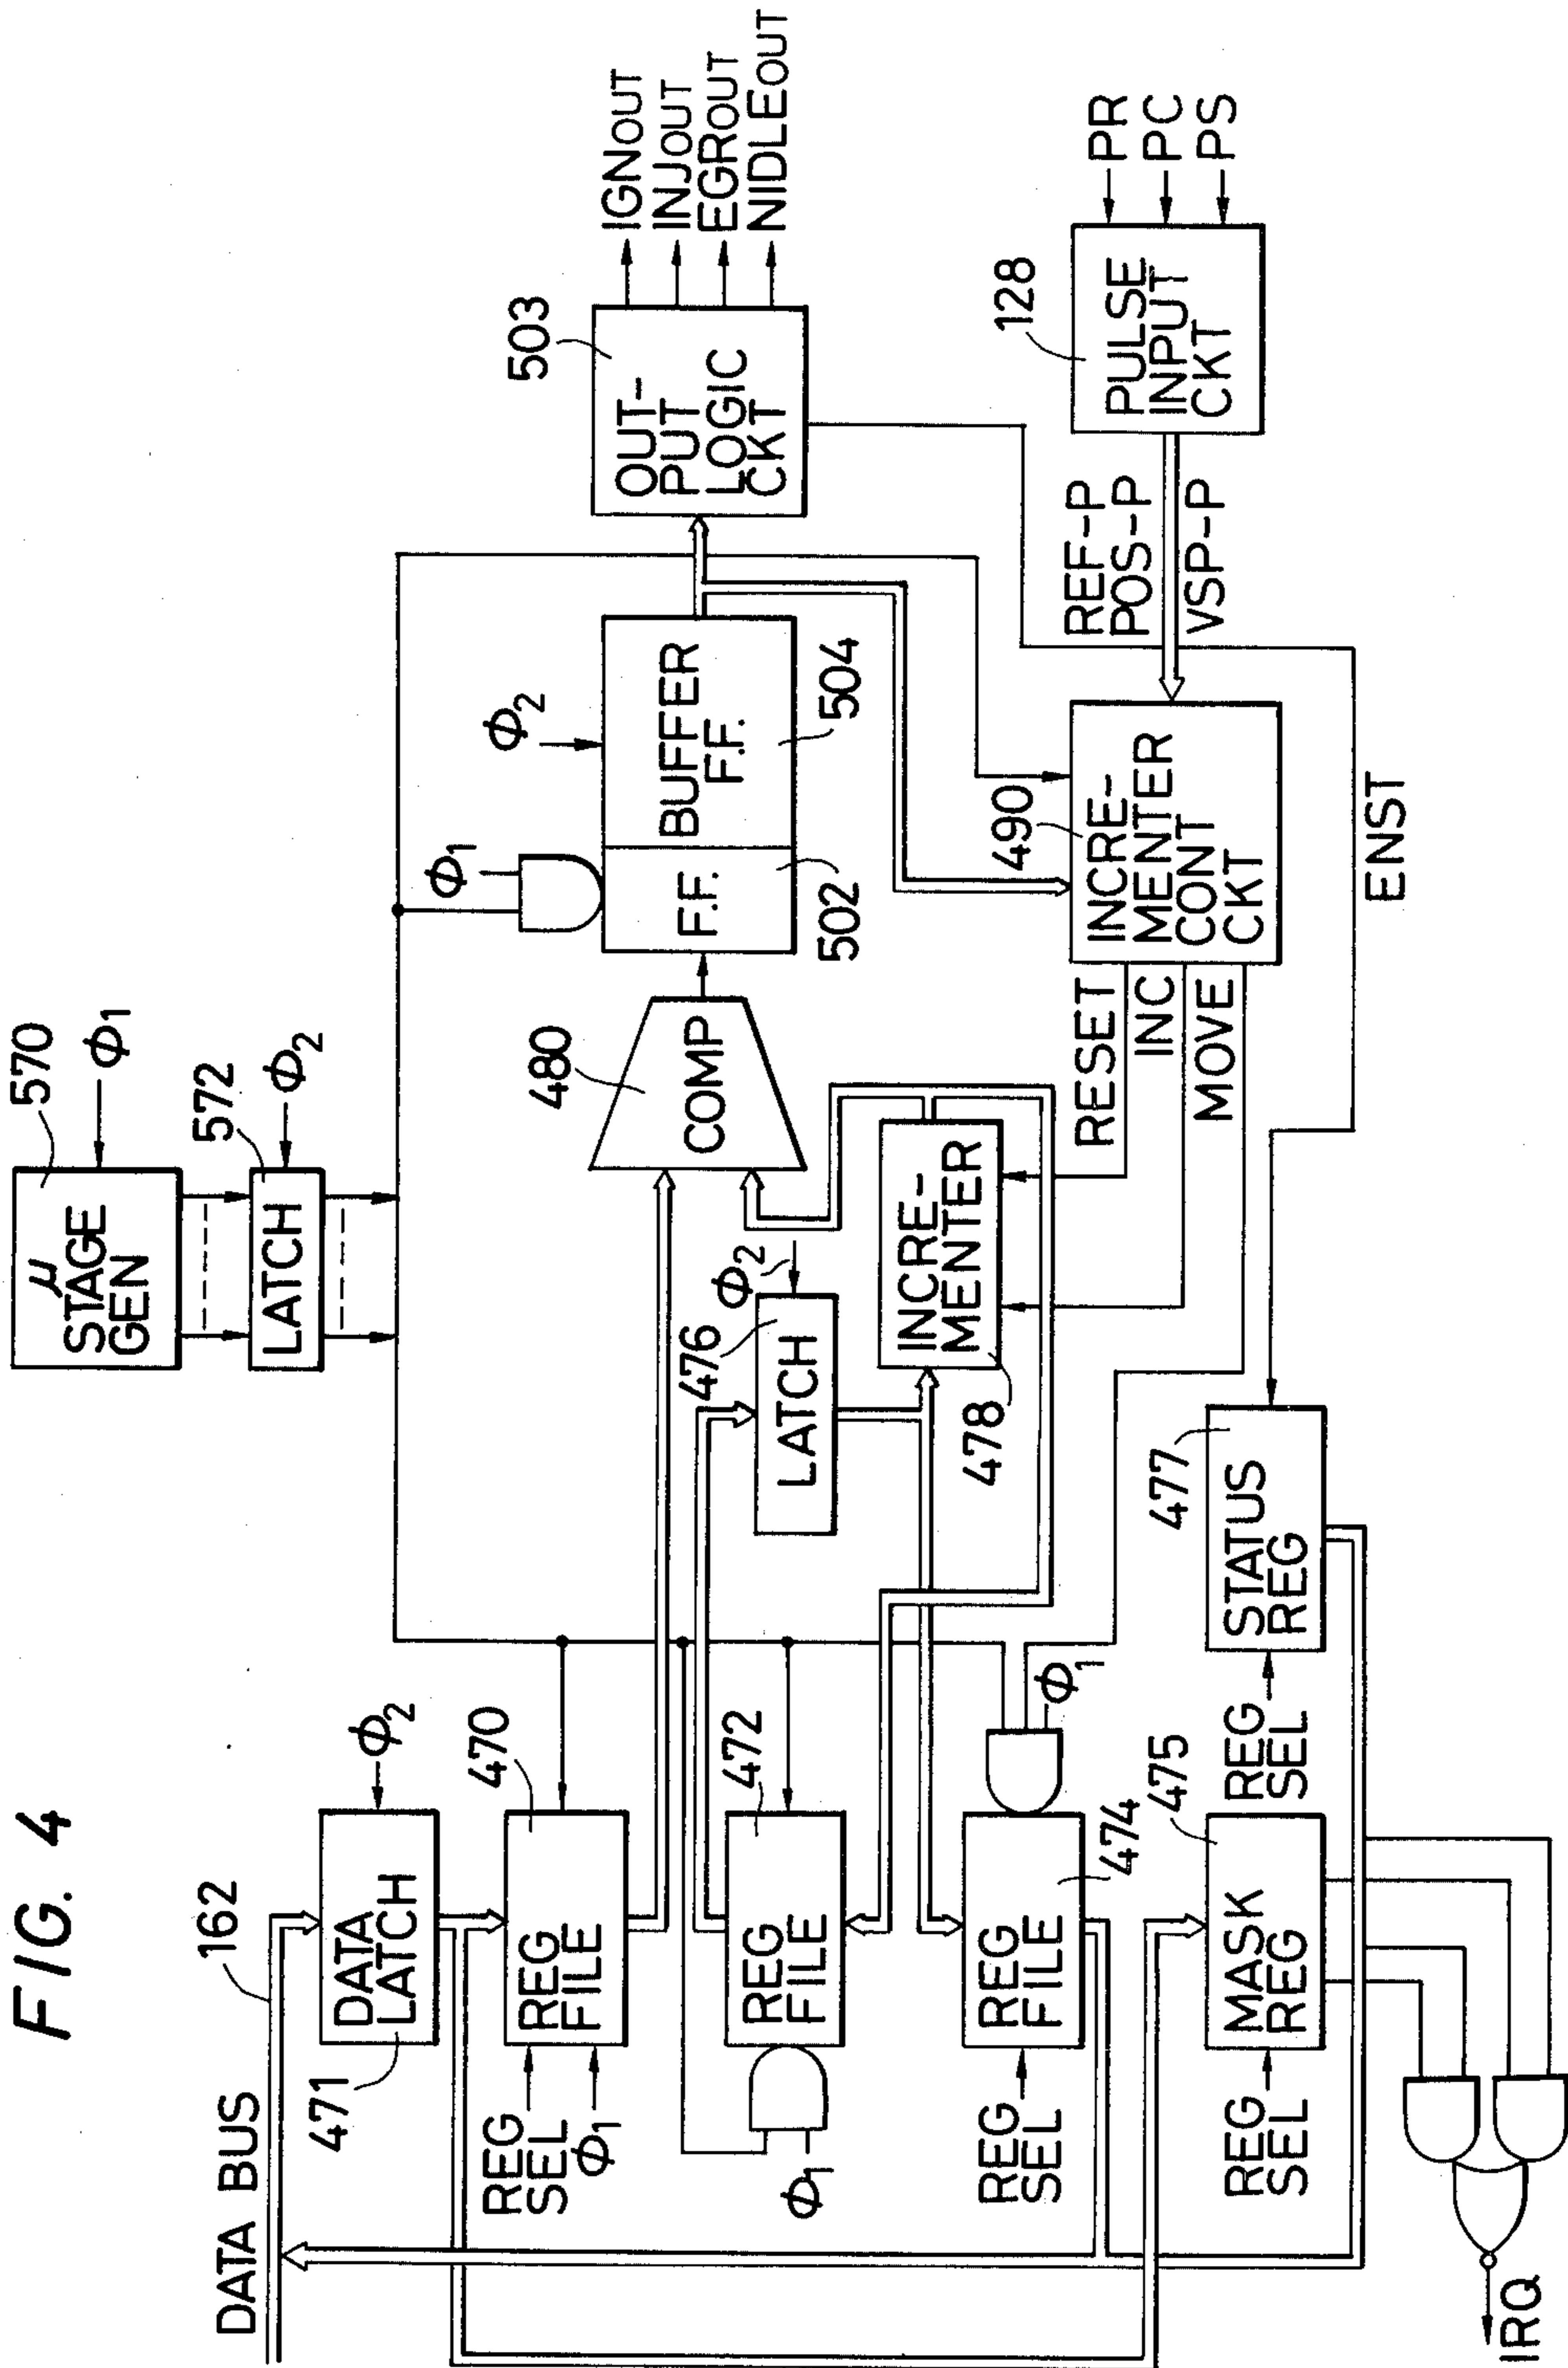 FIG. 4
DATA BUS
162
DATA
LATCH
471
Φ2
REG
SEL
Φ1
REG
FILE
470
REG
FILE
472
Φ1
REG
SEL
REG
FILE
474
Φ1
REG
SEL
MASK
REG
475
REG
SEL
STATUS
REG
477
IRQ
μ
STAGE
GEN
570
Φ1
LATCH
572
Φ2
LATCH
476
Φ2
INCRE-
MENTER
478
COMP
480
Φ1
F.F.
502
Φ2
BUFFER
F.F.
504
OUT-
PUT
LOGIC
CKT
503
IGNOUT
INJOUT
EGROUT
NIDLEOUT
RESET
INC
MOVE
INCRE-
MENTER
CONT
CKT
490
REF-P
POS-P
VSP-P
PULSE
INPUT
CKT
128
PR
PC
PS
ENST